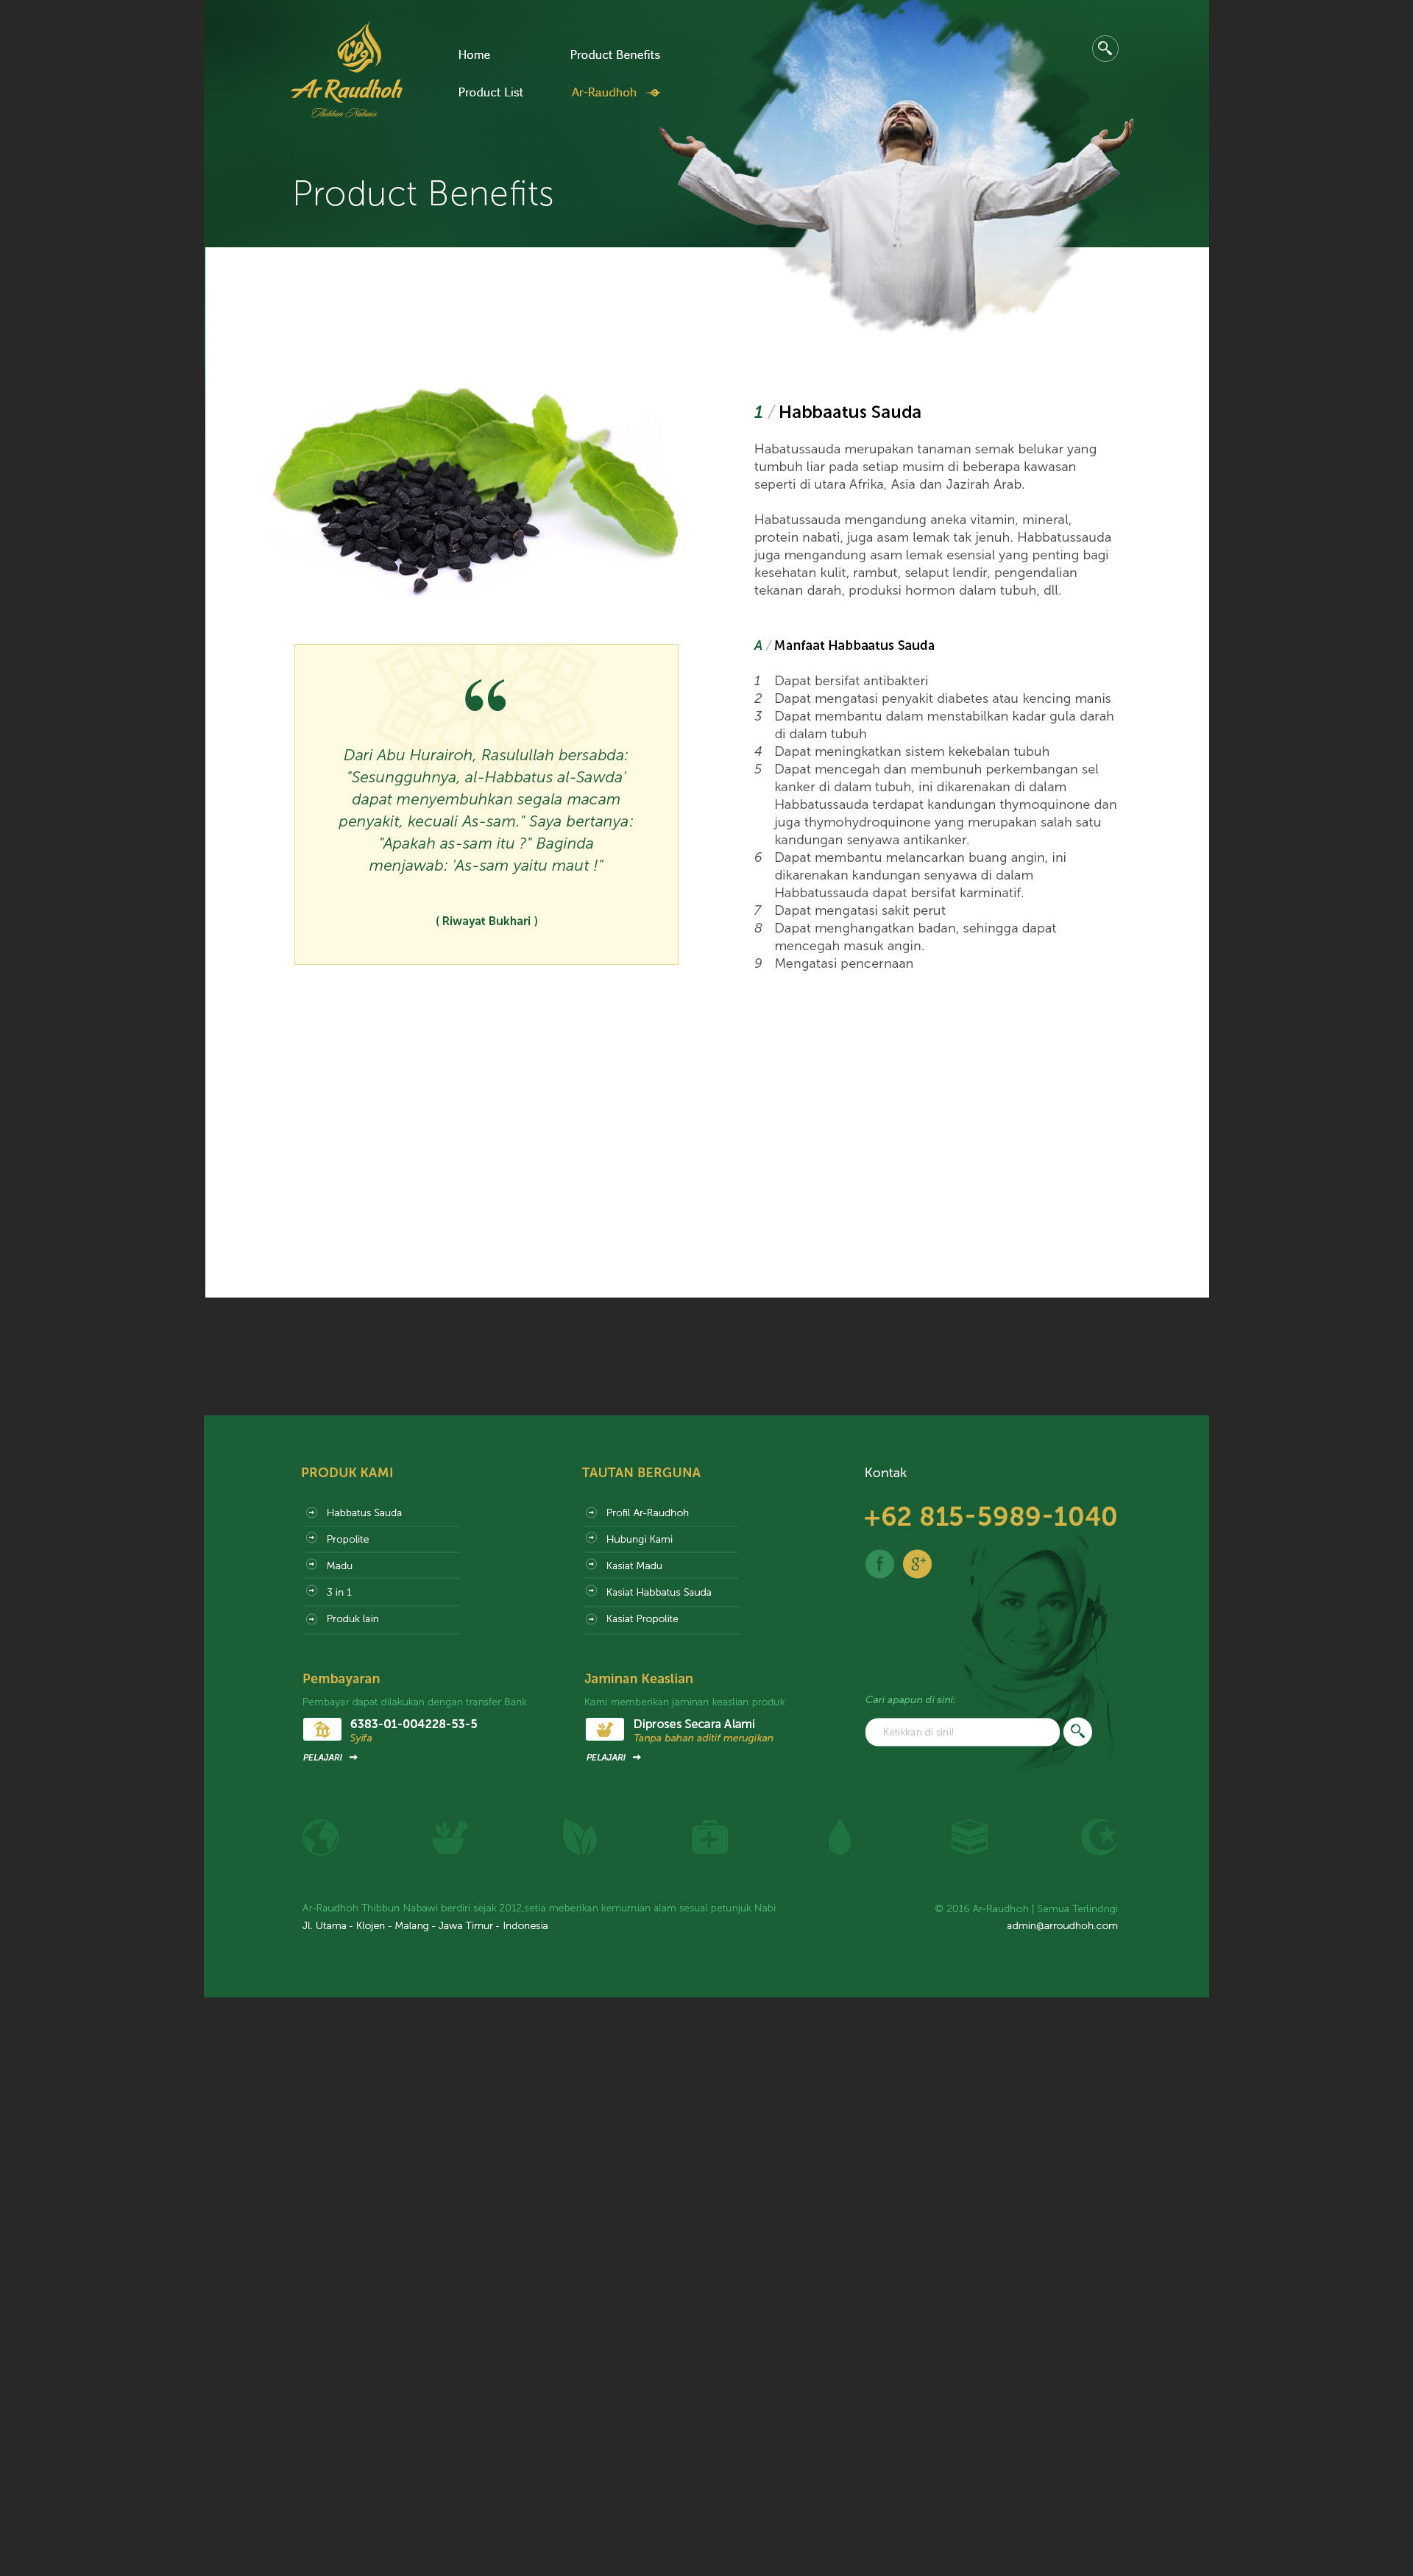 Ar Raudhoh
Thibbun Nabawi
Home
Product Benefits
Product List
Ar-Raudhoh
Product Benefits
1 / Habbaatus Sauda
Habatussauda merupakan tanaman semak belukar yang
tumbuh liar pada setiap musim di beberapa kawasan
seperti di utara Afrika, Asia dan Jazirah Arab.
Habatussauda mengandung aneka vitamin, mineral,
protein nabati, juga asam lemak tak jenuh. Habbatussauda
juga mengandung asam lemak esensial yang penting bagi
kesehatan kulit, rambut, selaput lendir, pengendalian
tekanan darah, produksi hormon dalam tubuh, dll.
“
Dari Abu Hurairoh, Rasulullah bersabda:
"Sesungguhnya, al-Habbatus al-Sawda'
dapat menyembuhkan segala macam
penyakit, kecuali As-sam." Saya bertanya:
"Apakah as-sam itu ?" Baginda
menjawab: 'As-sam yaitu maut !"
( Riwayat Bukhari )
A / Manfaat Habbaatus Sauda
1 Dapat bersifat antibakteri
2 Dapat mengatasi penyakit diabetes atau kencing manis
3 Dapat membantu dalam menstabilkan kadar gula darah
di dalam tubuh
4 Dapat meningkatkan sistem kekebalan tubuh
5 Dapat mencegah dan membunuh perkembangan sel
kanker di dalam tubuh, ini dikarenakan di dalam
Habbatussauda terdapat kandungan thymoquinone dan
juga thymohydroquinone yang merupakan salah satu
kandungan senyawa antikanker.
6 Dapat membantu melancarkan buang angin, ini
dikarenakan kandungan senyawa di dalam
Habbatussauda dapat bersifat karminatif.
7 Dapat mengatasi sakit perut
8 Dapat menghangatkan badan, sehingga dapat
mencegah masuk angin.
9 Mengatasi pencernaan
PRODUK KAMI
Habbatus Sauda
Propolite
Madu
3 in 1
Produk lain
TAUTAN BERGUNA
Profil Ar-Raudhoh
Hubungi Kami
Kasiat Madu
Kasiat Habbatus Sauda
Kasiat Propolite
Kontak
+62 815-5989-1040
f
g+
Pembayaran
Pembayar dapat dilakukan dengan transfer Bank
6383-01-004228-53-5
Syifa
PELAJARI
Jaminan Keaslian
Kami memberikan jaminan keaslian produk
Diproses Secara Alami
Tanpa bahan aditif merugikan
PELAJARI
Cari apapun di sini:
Ketikkan di sini!
Ar-Raudhoh Thibbun Nabawi berdiri sejak 2012,setia meberikan kemurnian alam sesuai petunjuk Nabi
Jl. Utama - Klojen - Malang - Jawa Timur - Indonesia
© 2016 Ar-Raudhoh | Semua Terlindngi
admin@arroudhoh.com